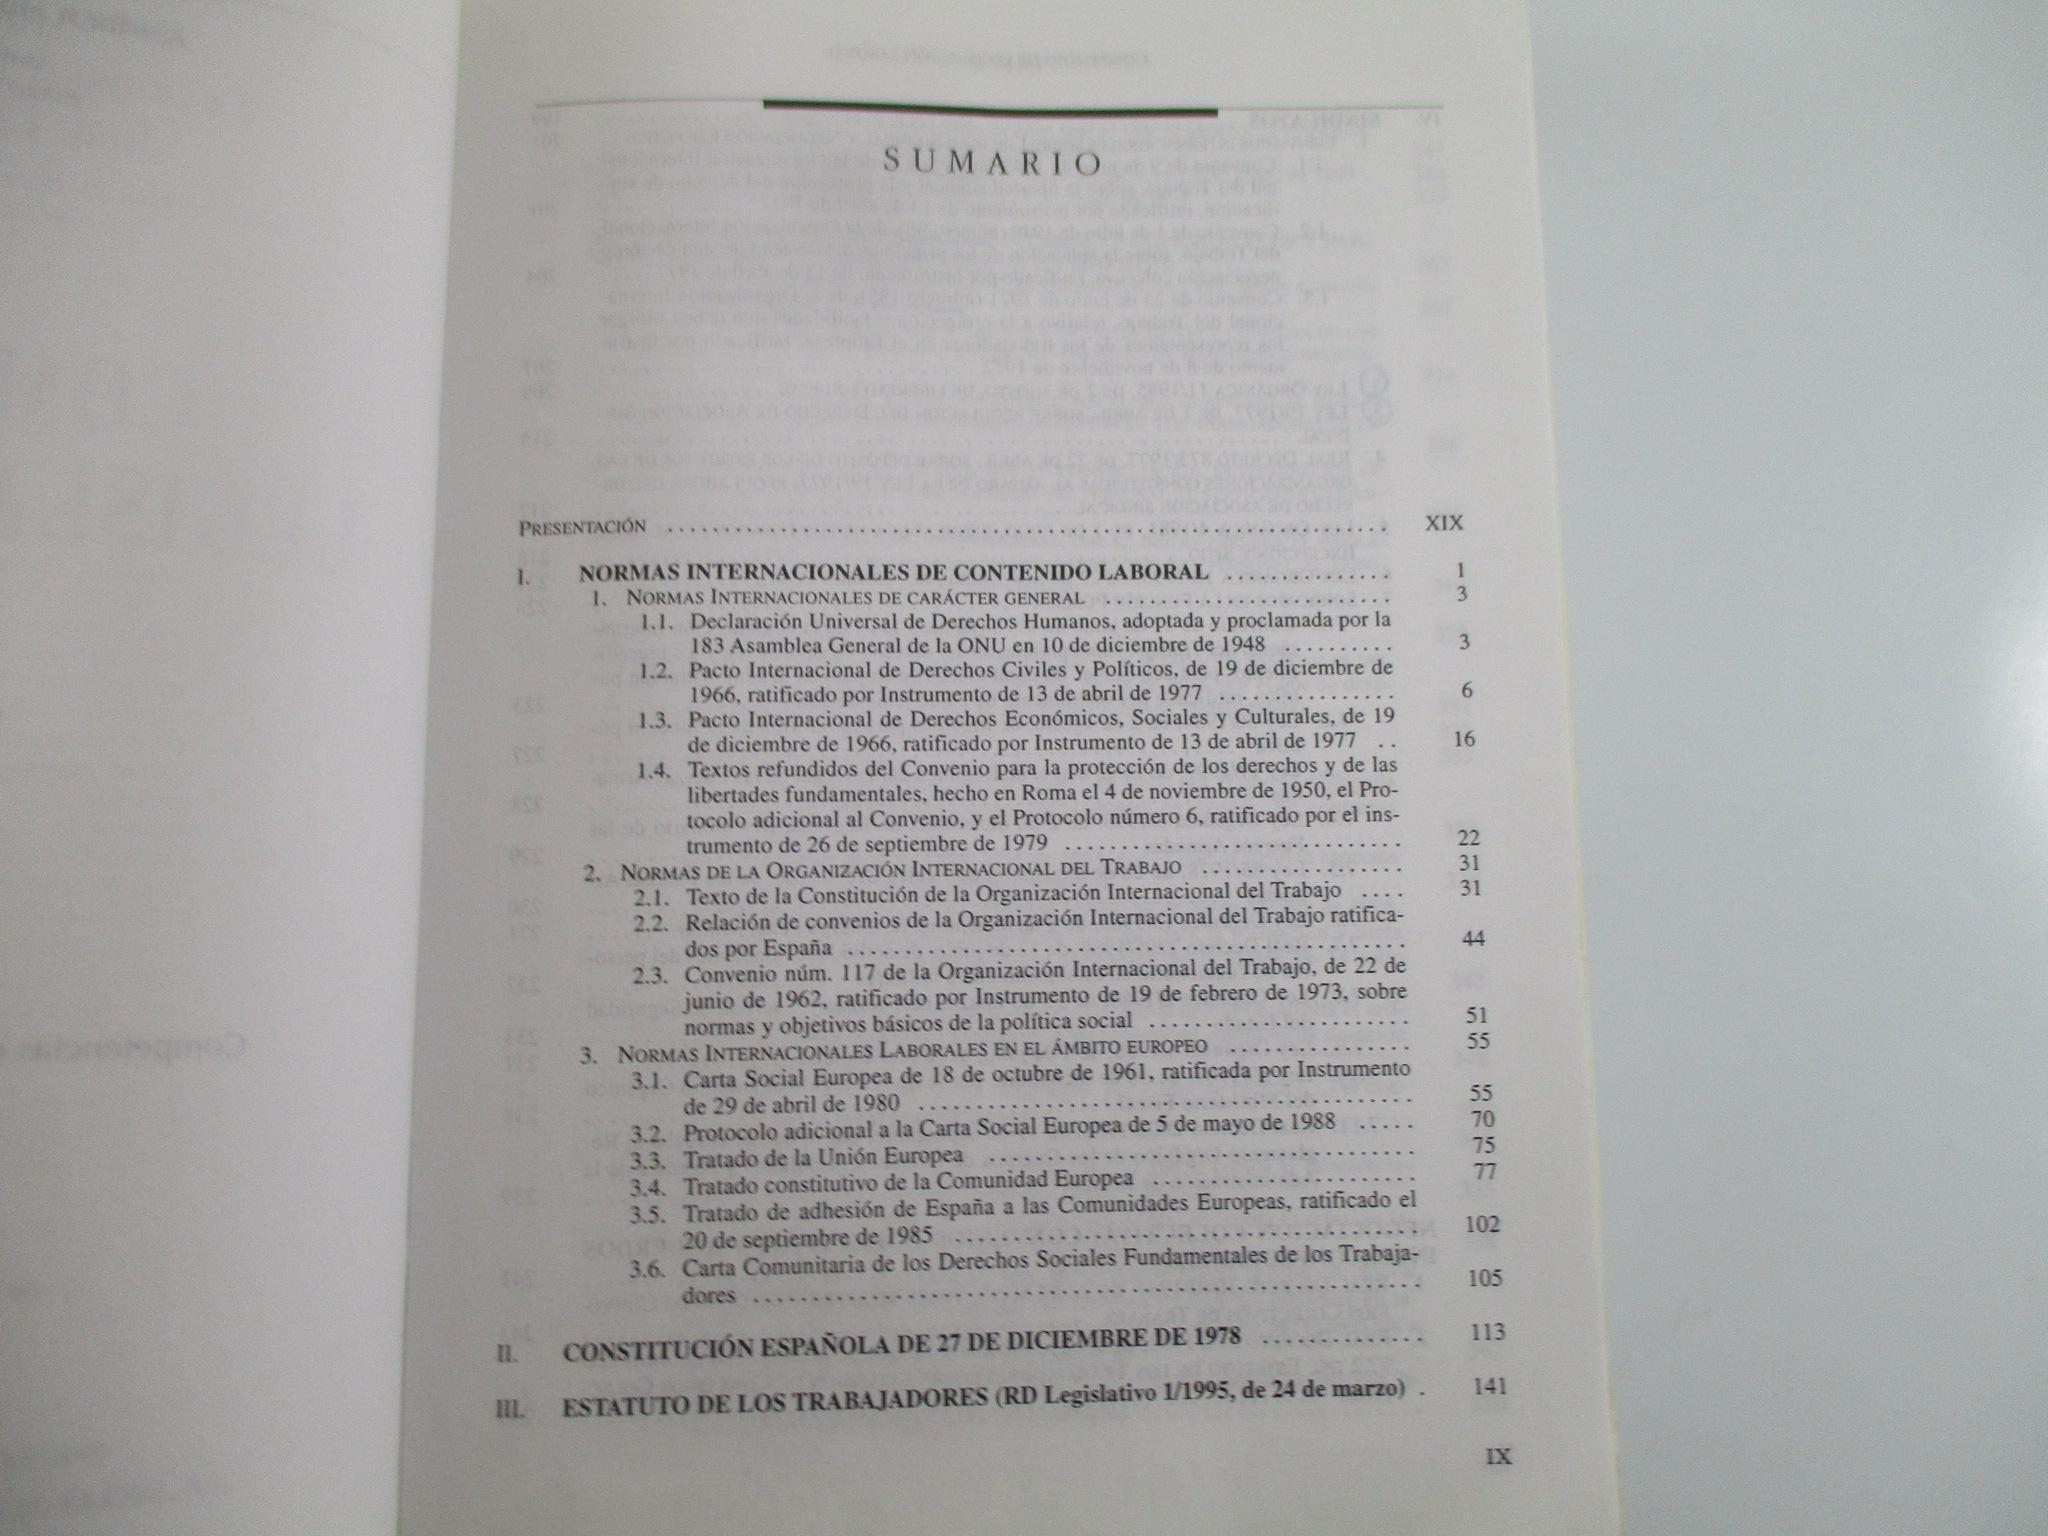 SUMARIO
PRESENTACIÓN ........ XIX
I. NORMAS INTERNACIONALES DE CONTENIDO LABORAL ........ 1
1. NORMAS INTERNACIONALES DE CARÁCTER GENERAL ........ 3
1.1. Declaración Universal de Derechos Humanos, adoptada y proclamada por la
183 Asamblea General de la ONU en 10 de diciembre de 1948 ........ 3
1.2. Pacto Internacional de Derechos Civiles y Políticos, de 19 de diciembre de
1966, ratificado por Instrumento de 13 de abril de 1977 ........ 6
1.3. Pacto Internacional de Derechos Económicos, Sociales y Culturales, de 19
de diciembre de 1966, ratificado por Instrumento de 13 de abril de 1977 .. 16
1.4. Textos refundidos del Convenio para la protección de los derechos y de las
libertades fundamentales, hecho en Roma el 4 de noviembre de 1950, el Pro-
tocolo adicional al Convenio, y el Protocolo número 6, ratificado por el ins-
trumento de 26 de septiembre de 1979 ........ 22
2. NORMAS DE LA ORGANIZACIÓN INTERNACIONAL DEL TRABAJO ........ 31
2.1. Texto de la Constitución de la Organización Internacional del Trabajo .... 31
2.2. Relación de convenios de la Organización Internacional del Trabajo ratifica-
dos por España ........ 44
2.3. Convenio núm. 117 de la Organización Internacional del Trabajo, de 22 de
junio de 1962, ratificado por Instrumento de 19 de febrero de 1973, sobre
normas y objetivos básicos de la política social ........ 51
3. NORMAS INTERNACIONALES LABORALES EN EL ÁMBITO EUROPEO ........ 55
3.1. Carta Social Europea de 18 de octubre de 1961, ratificada por Instrumento
de 29 de abril de 1980 ........ 55
3.2. Protocolo adicional a la Carta Social Europea de 5 de mayo de 1988 ..... 70
3.3. Tratado de la Unión Europea ........ 75
3.4. Tratado constitutivo de la Comunidad Europea ........ 77
3.5. Tratado de adhesión de España a las Comunidades Europeas, ratificado el
20 de septiembre de 1985 ........ 102
3.6. Carta Comunitaria de los Derechos Sociales Fundamentales de los Trabaja-
dores ........ 105
II. CONSTITUCIÓN ESPAÑOLA DE 27 DE DICIEMBRE DE 1978 ........ 113
III. ESTATUTO DE LOS TRABAJADORES (RD Legislativo 1/1995, de 24 de marzo) . 141
IX